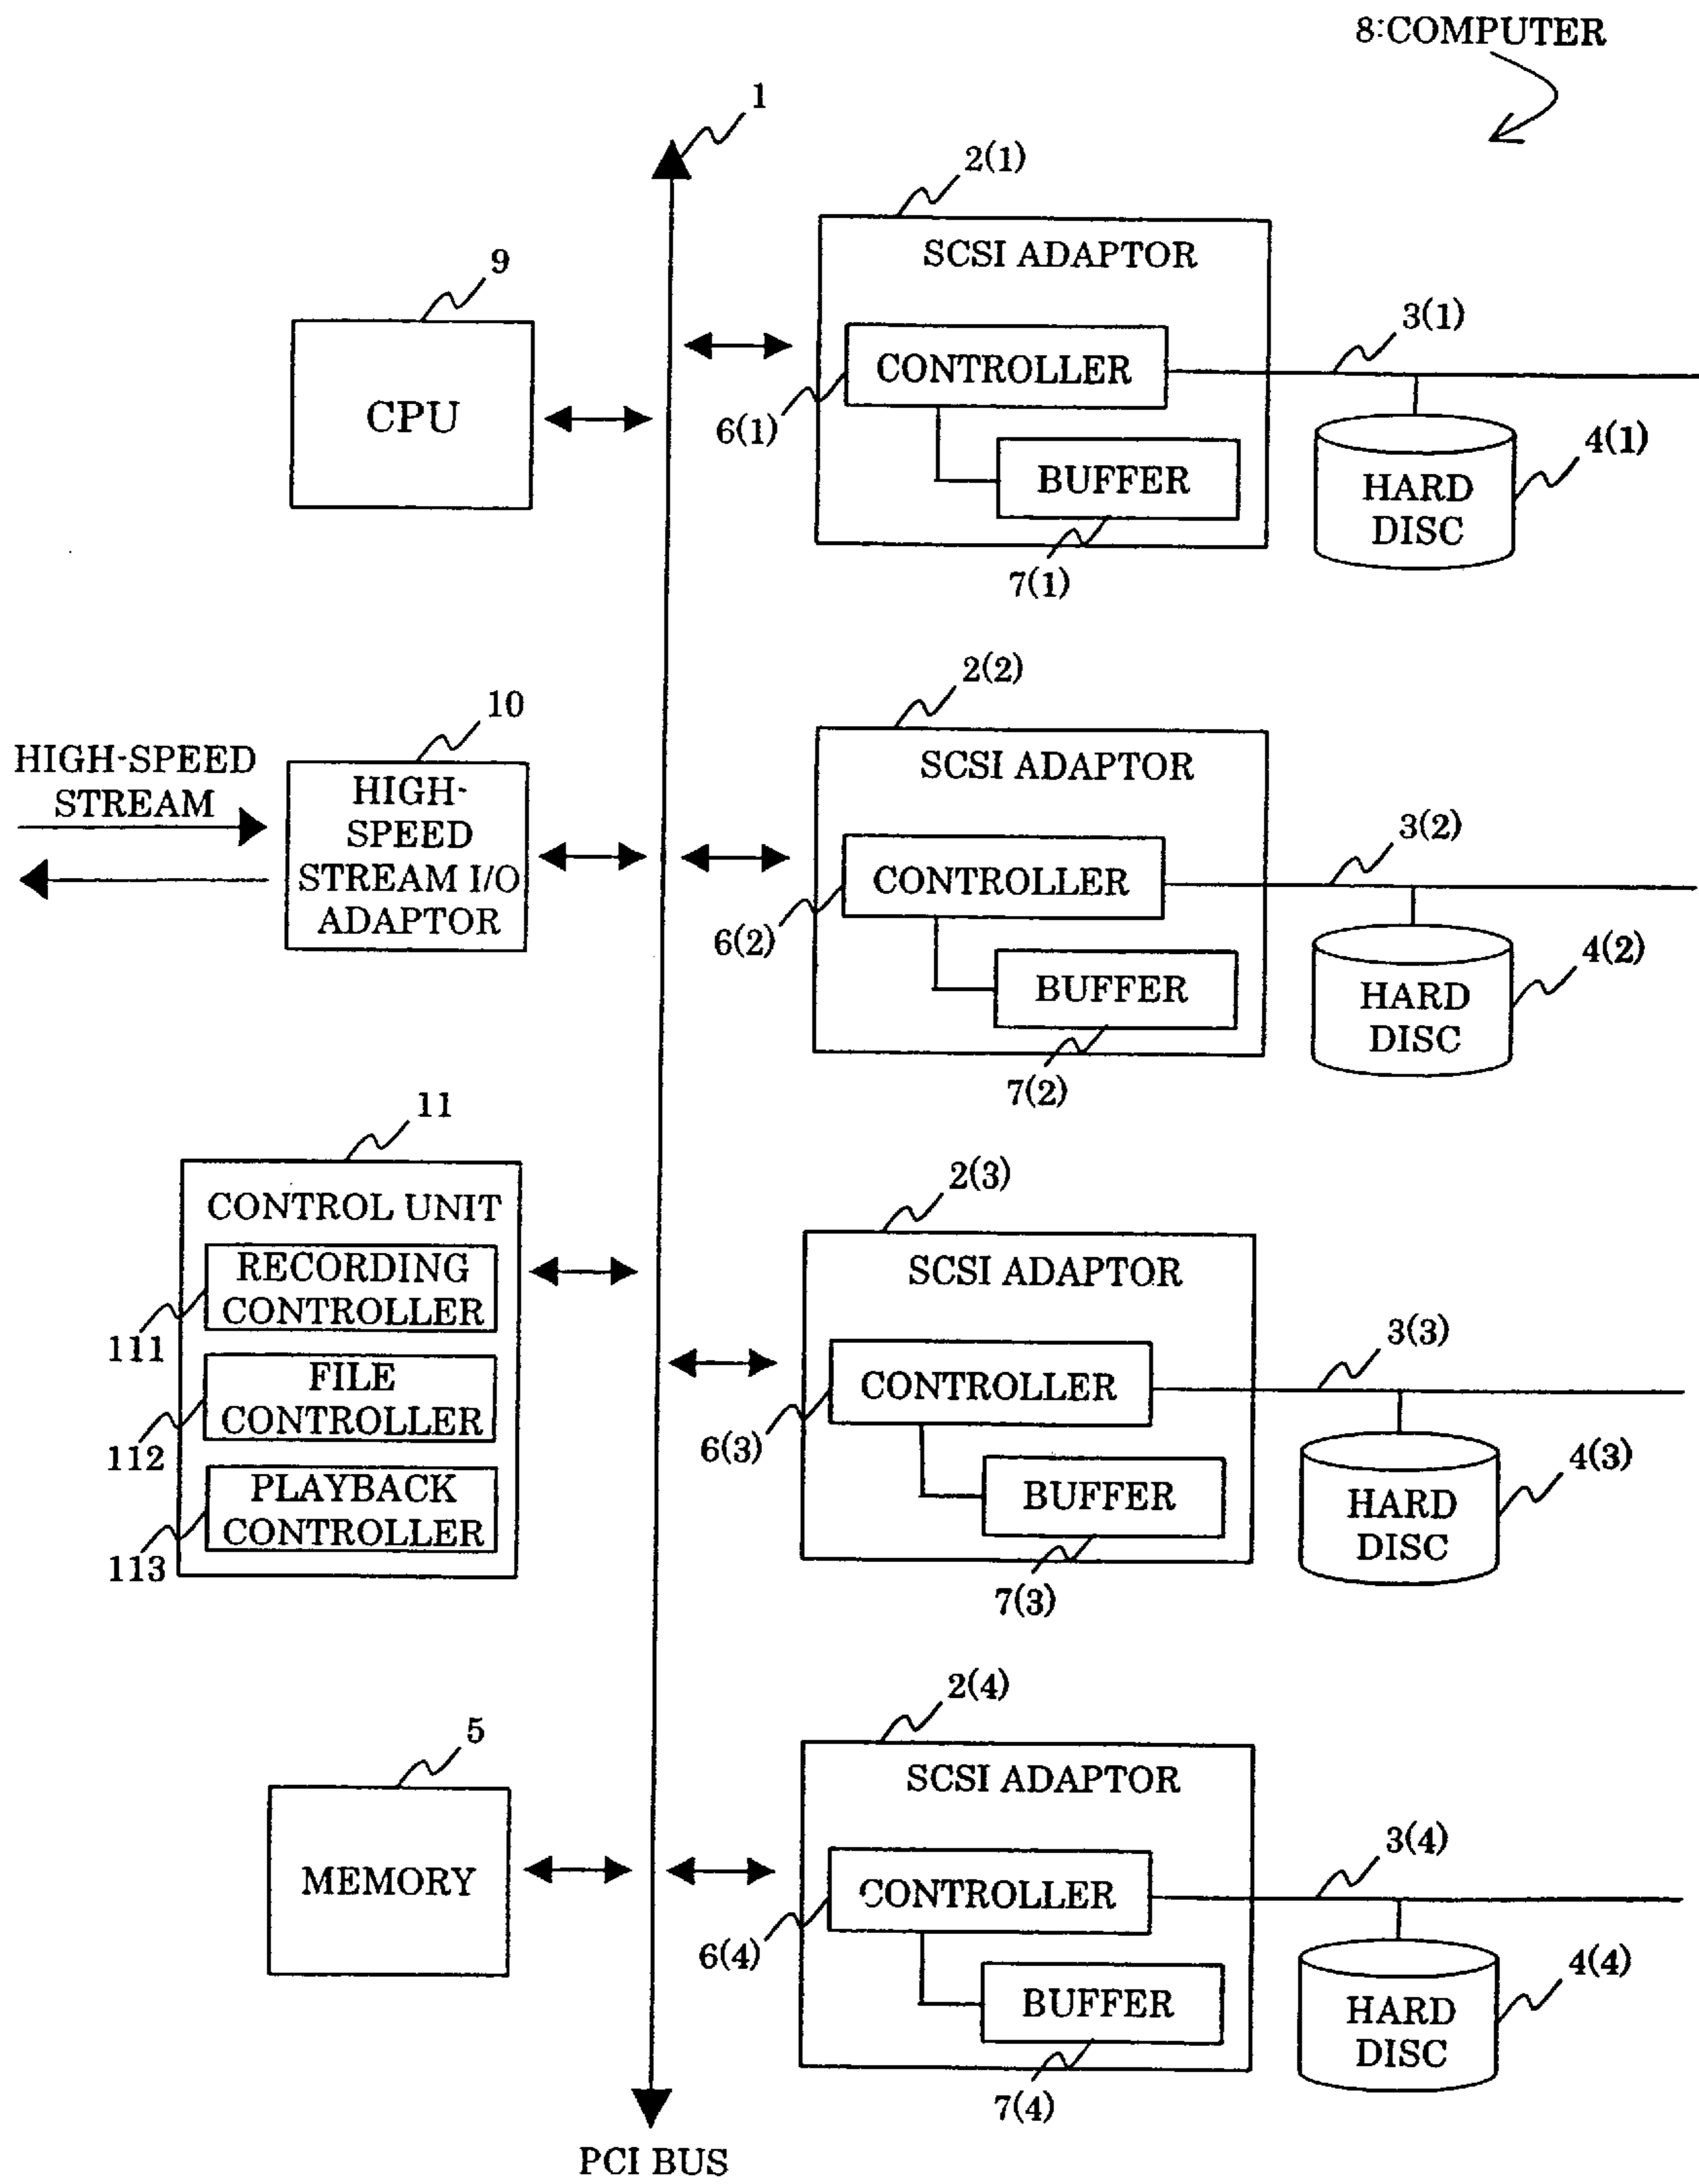 8:COMPUTER
1
2(1)
SCSI ADAPTOR
9
3(1)
CONTROLLER
CPU
6(1)
4(1)
BUFFER
HARD
DISC
7(1)
2(2)
10
HIGH-SPEED
STREAM
HIGH-
SPEED
STREAM I/O
ADAPTOR
SCSI ADAPTOR
3(2)
CONTROLLER
6(2)
4(2)
BUFFER
HARD
DISC
7(2)
11
2(3)
CONTROL UNIT
RECORDING
CONTROLLER
111
FILE
CONTROLLER
112
PLAYBACK
CONTROLLER
113
SCSI ADAPTOR
3(3)
CONTROLLER
6(3)
4(3)
BUFFER
HARD
DISC
7(3)
2(4)
5
SCSI ADAPTOR
3(4)
MEMORY
CONTROLLER
6(4)
4(4)
BUFFER
HARD
DISC
7(4)
PCI BUS